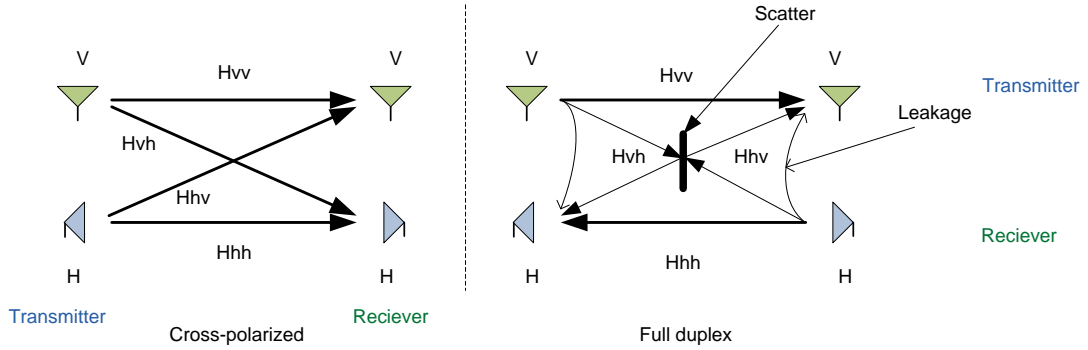 Scatter
V
V
V
V
Hvv
Hvv
Transmitter
Leakage
Hvh
Hvh
Hhv
Hhv
Hhh
Hhh
Reciever
H
H
H
H
Transmitter
Reciever
Cross-polarized
Full duplex